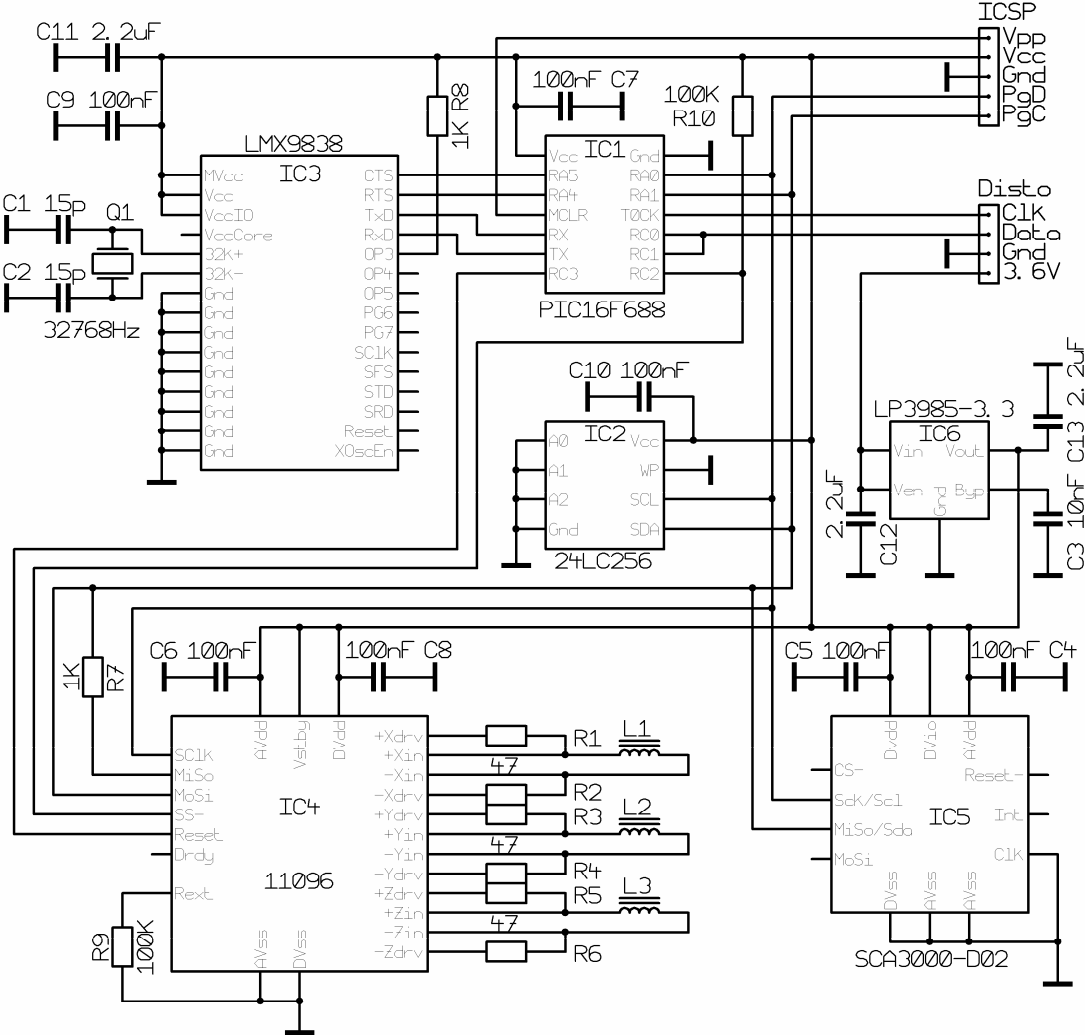 ICSP
C11 2.2uF
Vpp
Vcc
Gnd
PgD
PgC
C9 100nF
1K R8
100nF C7
100K
R10
LMX9838
IC3
MVcc
Vcc
VccIO
VccCore
32K+
32K-
Gnd
Gnd
Gnd
Gnd
Gnd
Gnd
Gnd
Gnd
Gnd
CTS
RTS
TxD
RxD
OP3
OP4
OP5
PG6
PG7
SClK
SFS
STD
SRD
Reset
XOscEn
C1 15p
Q1
C2 15p
32768Hz
IC1
Vcc
RA5
RA4
MCLR
RX
TX
RC3
Gnd
RA0
RA1
T0CK
RC0
RC1
RC2
PIC16F688
Disto
ClK
Data
Gnd
3.6V
C10 100nF
IC2
A0
A1
A2
Gnd
Vcc
WP
SCL
SDA
24LC256
LP3985-3.3
IC6
Vin
Ven
Vout
Byp
Gnd
C13 2.2uF
C3 10nF
2.2uF
C12
1K
R7
C6 100nF
100nF C8
C5 100nF
100nF C4
IC4
11096
AVdd
Vstby
DVdd
SClK
MiSo
MoSi
SS-
Reset
Drdy
Rext
AVss
DVss
+Xdrv
+Xin
-Xin
-Xdrv
+Ydrv
+Yin
-Yin
-Ydrv
+Zdrv
+Zin
-Zin
-Zdrv
R9
100K
R1
47
R2
R3
47
R4
R5
47
R6
L1
L2
L3
IC5
Dvdd
DVio
AVdd
CS-
ScK/Scl
MiSo/Sda
MoSi
Reset-
Int
ClK
DVss
AVss
AVss
SCA3000-D02